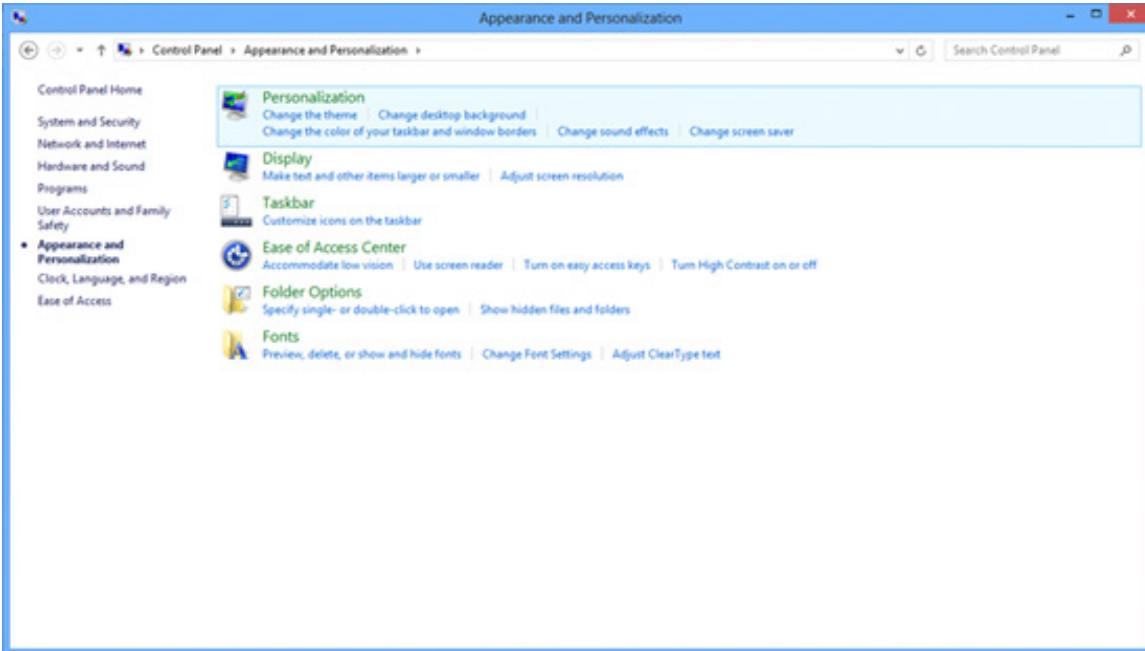 Appearance and Personalization
Control Panel Appearance and Personalization
Search Control Panel
Control Panel Home
System and Security
Network and Internet
Hardware and Sound
Programs
User Accounts and Family
Safety
Appearance and
Personalization
Clock, Language, and Region
Ease of Access
Personalization
Change the theme Change desktop background
Change the color of your taskbar and window borders Change sound effects Change screen saver
Display
Make text and other items larger or smaller Adjust screen resolution
Taskbar
Customize icons on the taskbar
Ease of Access Center
Accommodate low vision Use screen reader Turn on easy access keys Turn High Contrast on or off
Folder Options
Specify single- or double-click to open Show hidden files and folders
Fonts
Preview, delete, or show and hide fonts Change Font Settings Adjust ClearType text